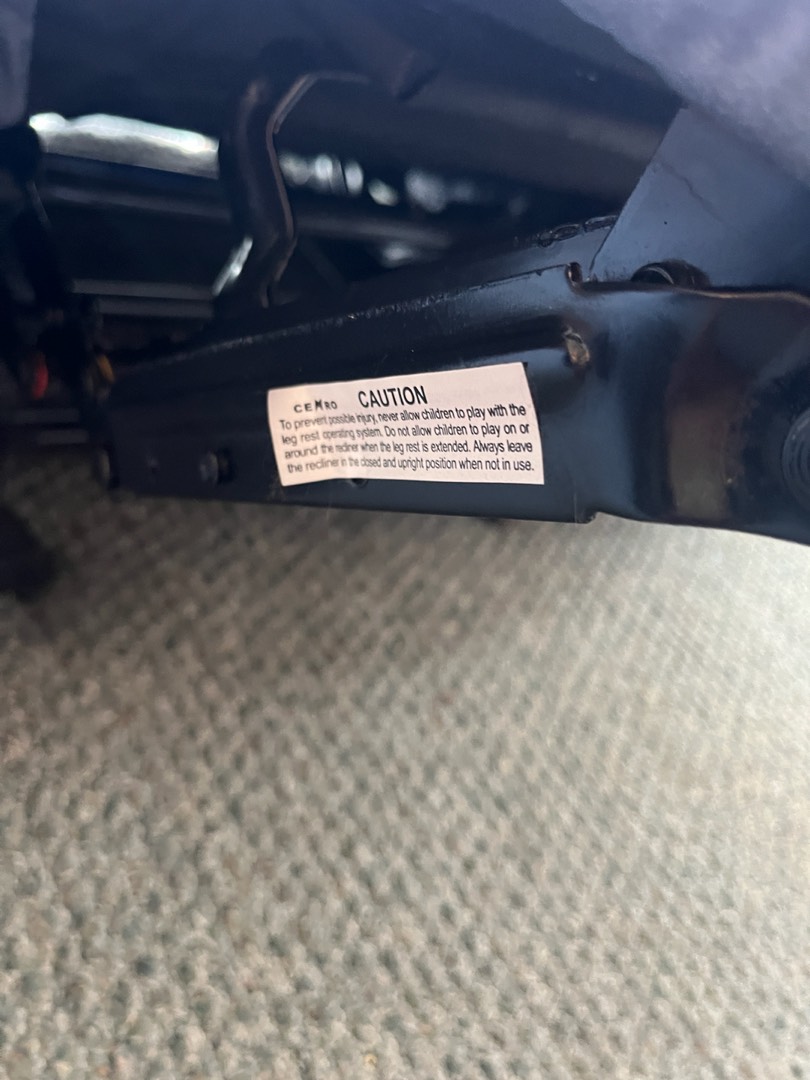 CEMRO CAUTION
To prevent possible injury, never allow children to play with the
leg rest operating system. Do not allow children to play on or
around the recliner when the leg rest is extended. Always leave
the recliner in the closed and upright position when not in use.